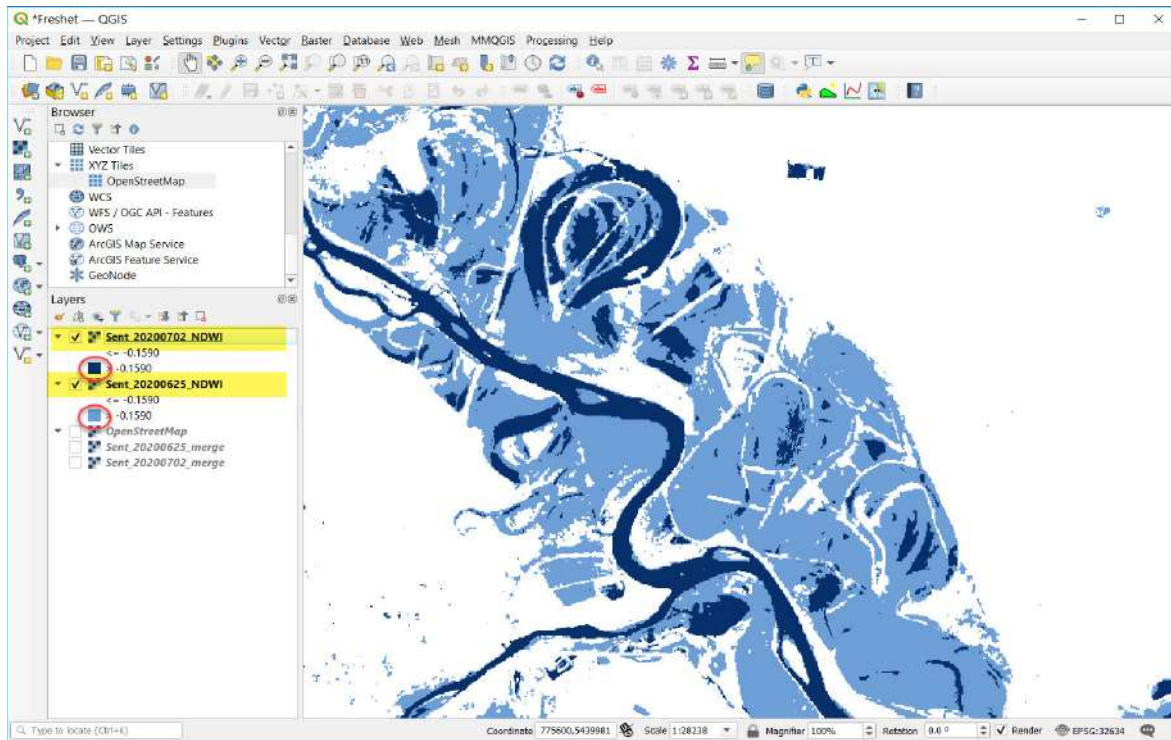 *Freshet — QGIS
Project Edit View Layer Settings Plugins Vector Raster Database Web Mesh MMQGIS Processing Help
Browser
Vector Tiles
XYZ Tiles
OpenStreetMap
WCS
WFS / OGC API - Features
OWS
ArcGIS Map Service
ArcGIS Feature Service
GeoNode
Layers
Sent_20200702_NDWI
<= -0.1590
> -0.1590
Sent_20200625_NDWI
<= -0.1590
> -0.1590
OpenStreetMap
Sent_20200625_merge
Sent_20200702_merge
Type to locate (Ctrl+K)
Coordinate 775600,5439981 Scale 1:28238 Magnifier 100% Rotation 0.0 ° Render EPSG:32634